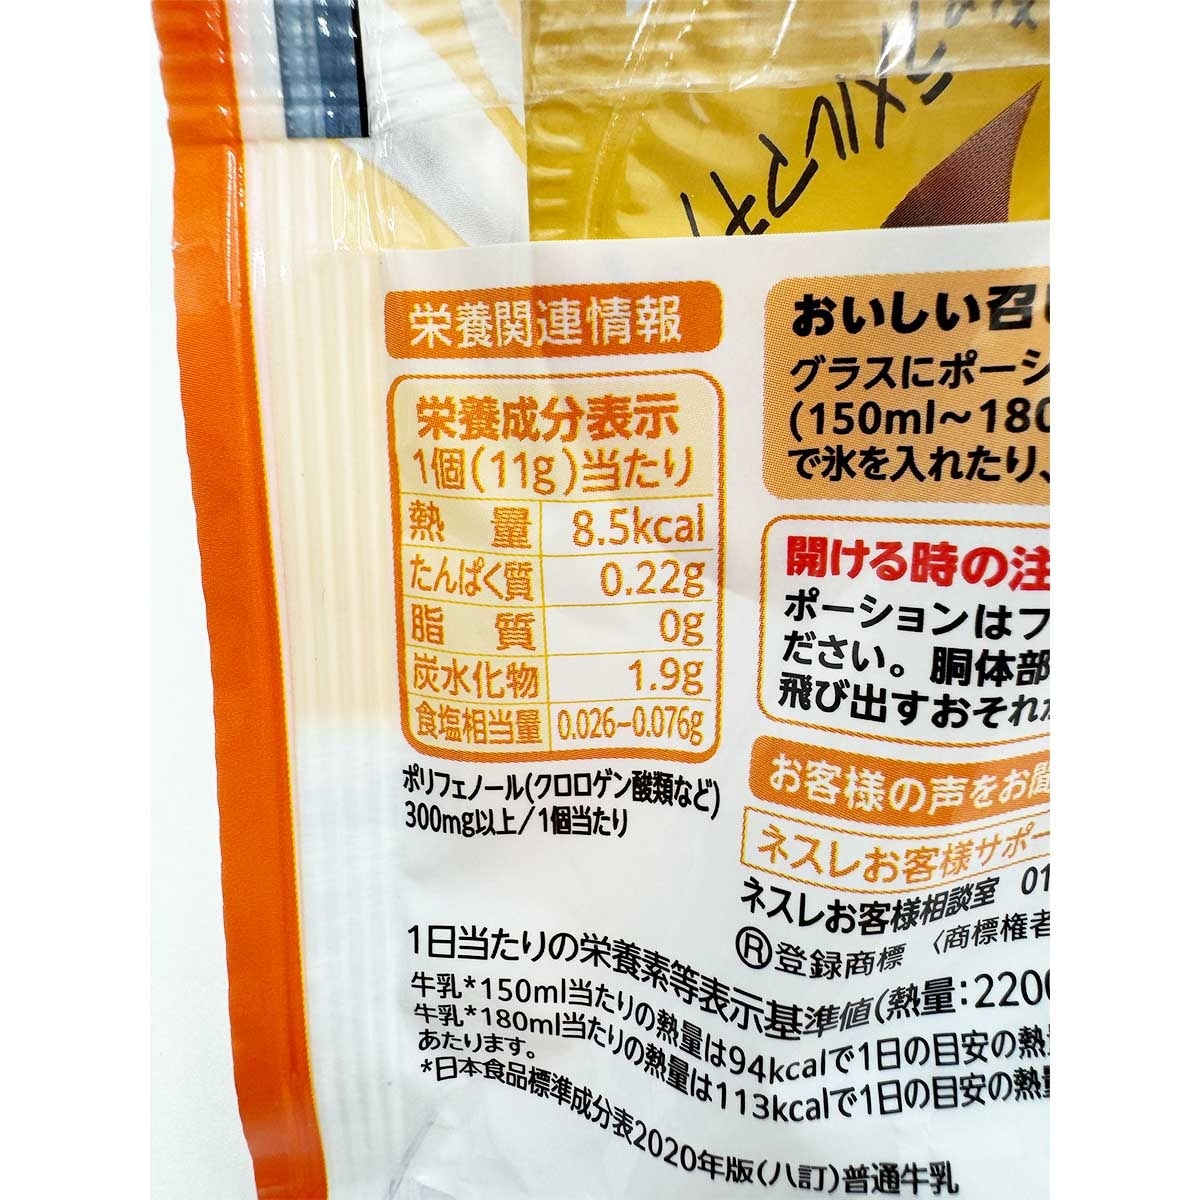 栄養関連情報
栄養成分表示
1個(11g)当たり
熱量 8.5kcal
たんぱく質 0.22g
脂質 0g
炭水化物 1.9g
食塩相当量 0.026~0.076g
ポリフェノール(クロロゲン酸類など)
300mg以上/1個当たり
おいしい召し
グラスにポーシ
(150ml~180
で氷を入れたり、
開ける時の注
ポーションはフ
ださい。胴体部
飛び出すおそれが
お客様の声をお聞
ネスレお客様サポー
ネスレお客様相談室 01
®登録商標 〈商標権者
1日当たりの栄養素等表示基準値(熱量:2200
牛乳*150ml当たりの熱量は94kcalで1日の目安の熱量
牛乳*180ml当たりの熱量は113kcalで1日の目安の熱量
あたります。
*日本食品標準成分表2020年版(八訂)普通牛乳